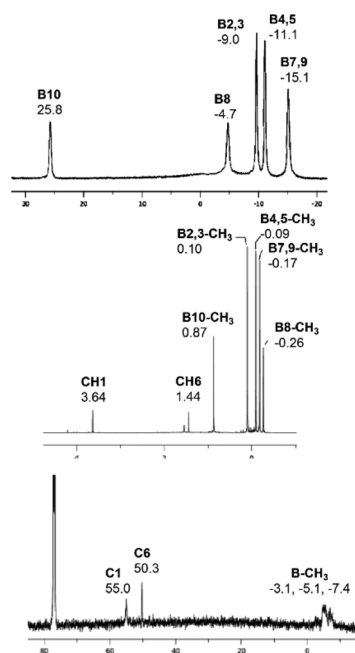 B2,3
-9.0
B4,5
-11.1
B10
25.8
B8
-4.7
B7,9
-15.1
30
20
10
0
-10
-20
B4,5-CH₃
-0.09
B2,3-CH₃
0.10
B7,9-CH₃
-0.17
B10-CH₃
0.87
B8-CH₃
-0.26
CH1
3.64
CH6
1.44
C6
50.3
C1
55.0
B-CH₃
-3.1, -5.1, -7.4
80
60
40
20
0